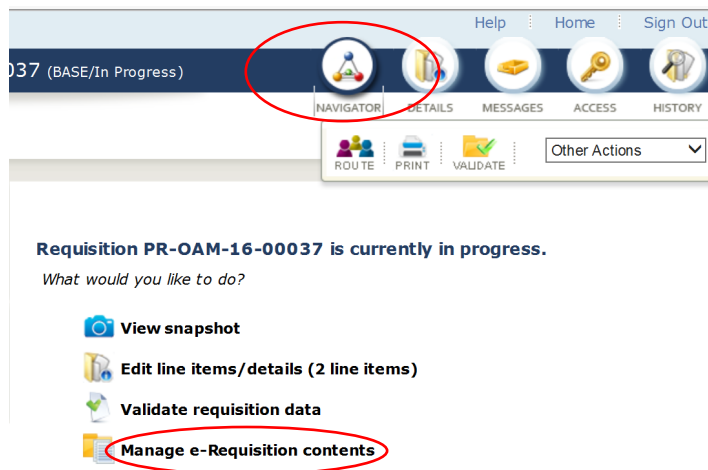 Help Home Sign Out
037 (BASE/In Progress)
NAVIGATOR DETAILS MESSAGES ACCESS HISTORY
ROUTE PRINT VALIDATE Other Actions
Requisition PR-OAM-16-00037 is currently in progress.
What would you like to do?
View snapshot
Edit line items/details (2 line items)
Validate requisition data
Manage e-Requisition contents